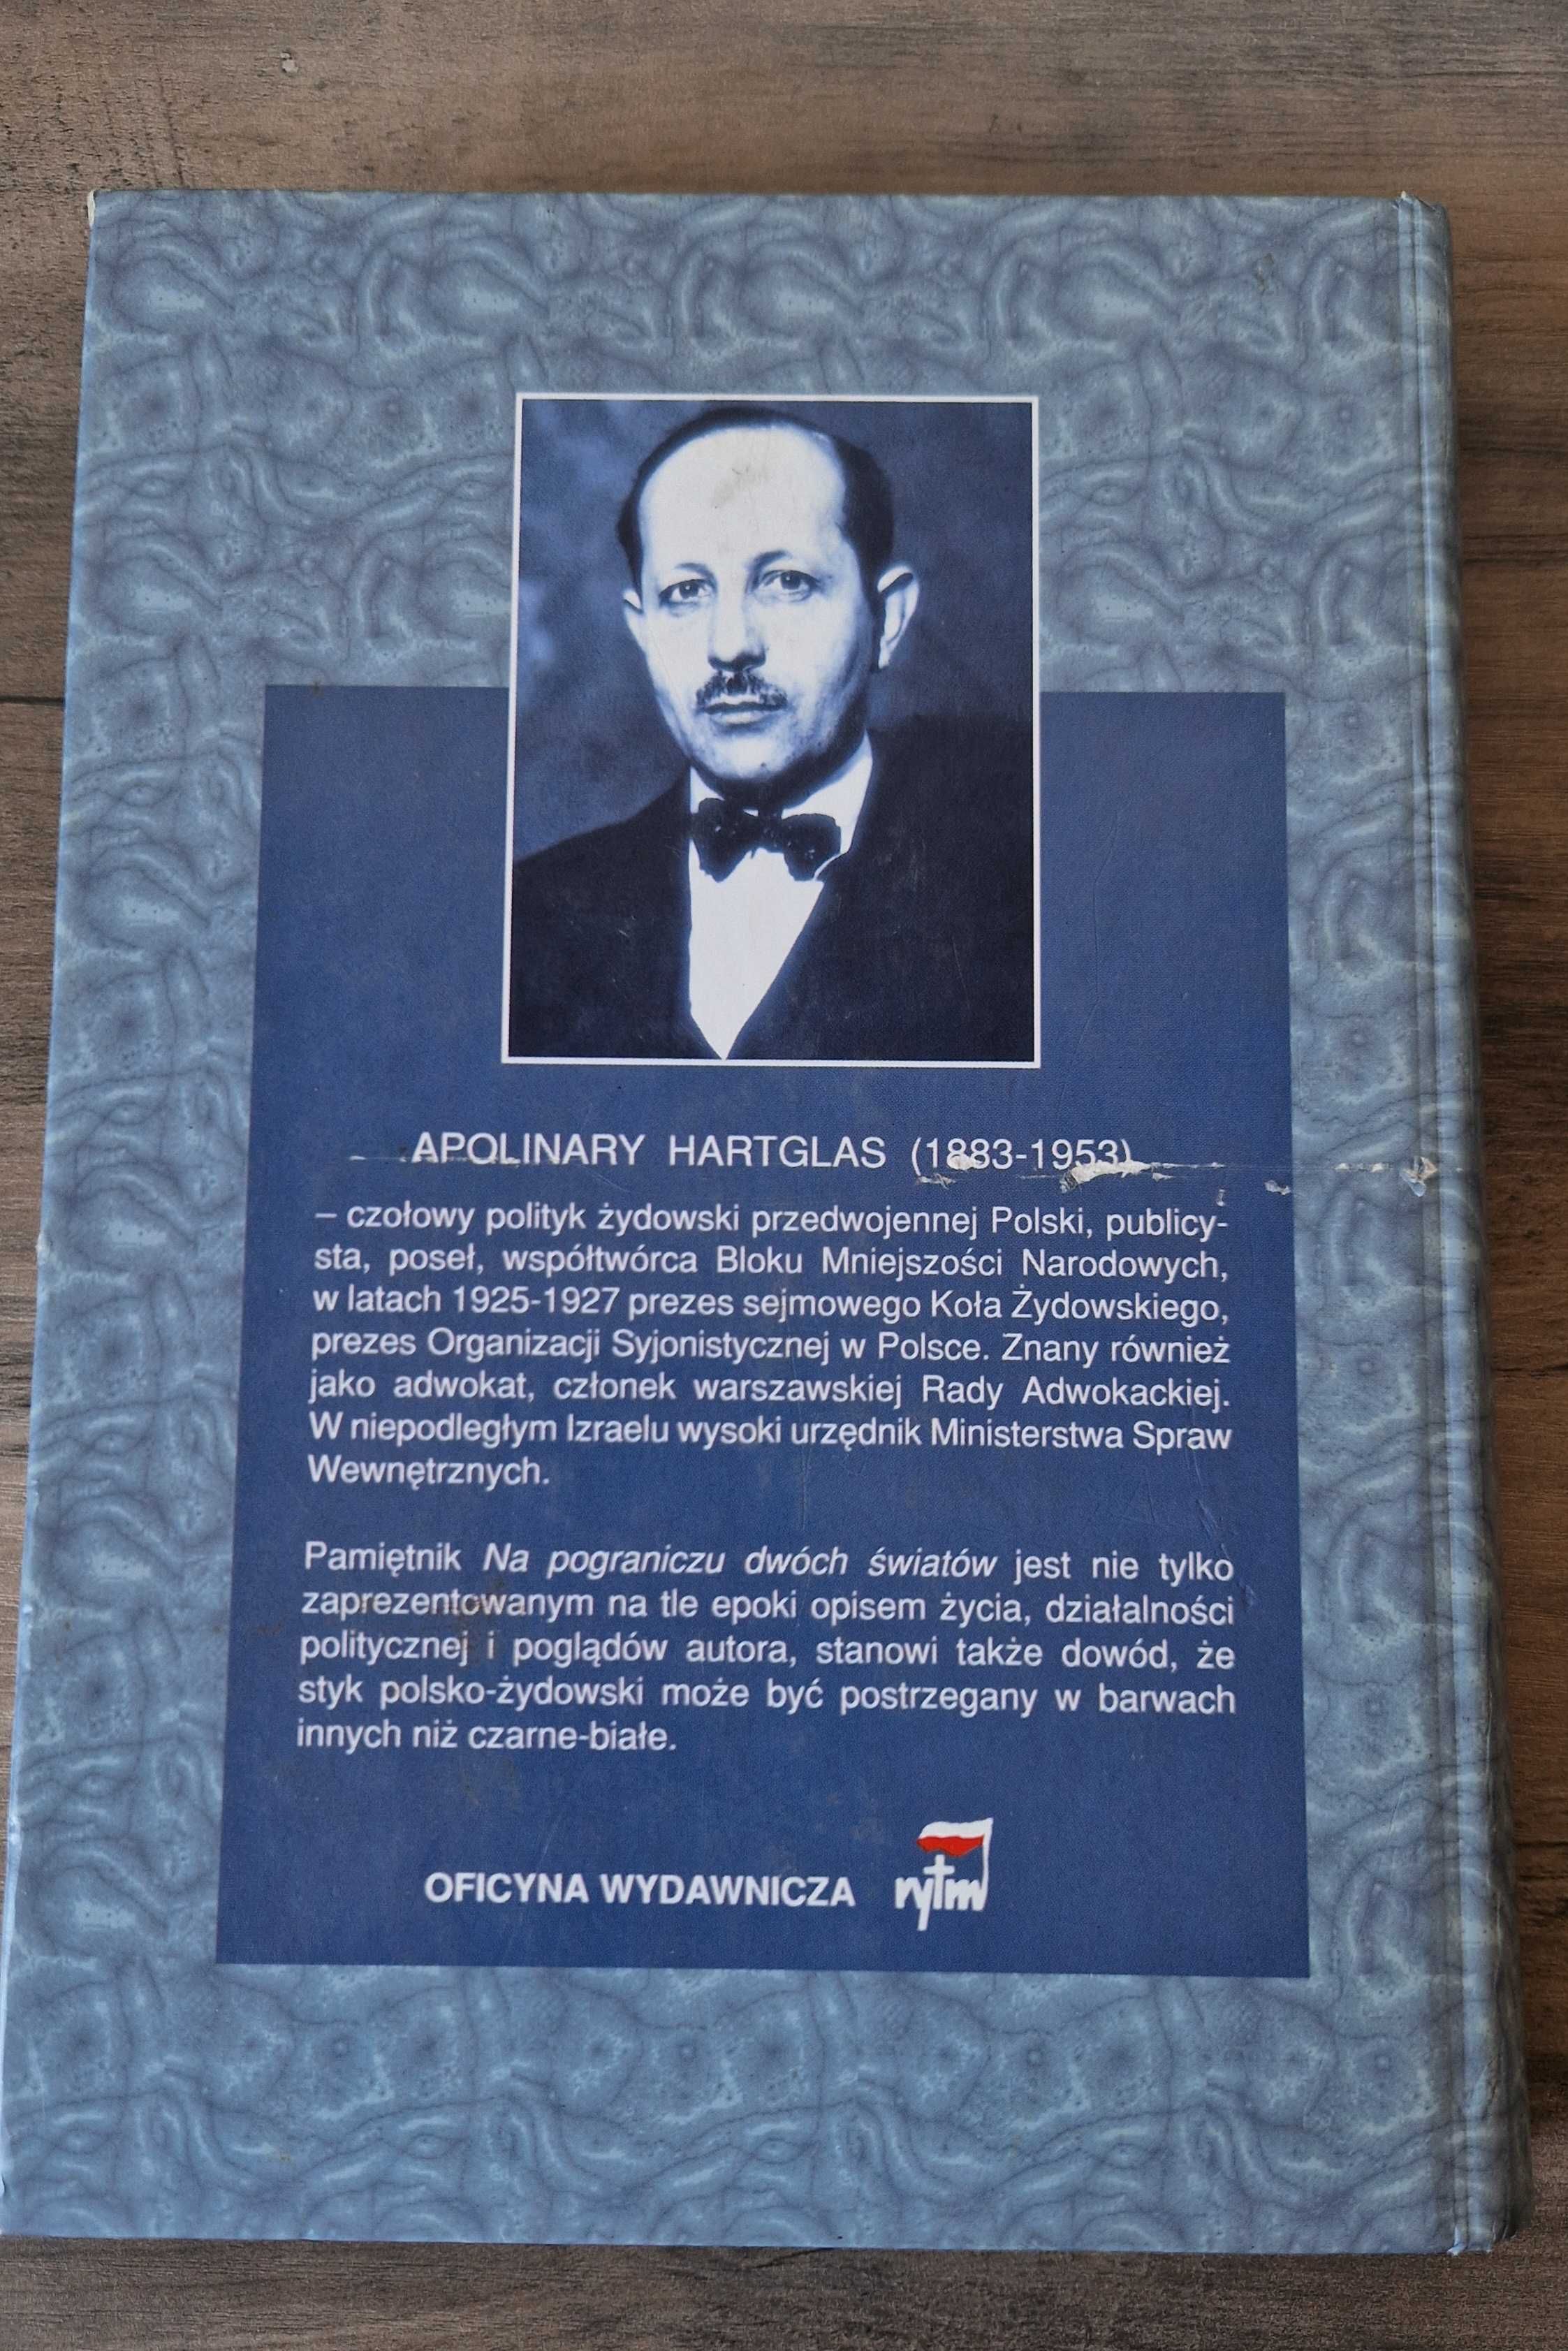 APOLINARY HARTGLAS (1883-1953)
– czołowy polityk żydowski przedwojennej Polski, publicy-
sta, poseł, współtwórca Bloku Mniejszości Narodowych,
w latach 1925-1927 prezes sejmowego Koła Żydowskiego,
prezes Organizacji Syjonistycznej w Polsce. Znany również
jako adwokat, członek warszawskiej Rady Adwokackiej.
W niepodległym Izraelu wysoki urzędnik Ministerstwa Spraw
Wewnętrznych.
Pamiętnik Na pograniczu dwóch światów jest nie tylko
zaprezentowanym na tle epoki opisem życia, działalności
politycznej i poglądów autora, stanowi także dowód, że
styk polsko-żydowski może być postrzegany w barwach
innych niż czarne-białe.
OFICYNA WYDAWNICZA rytm